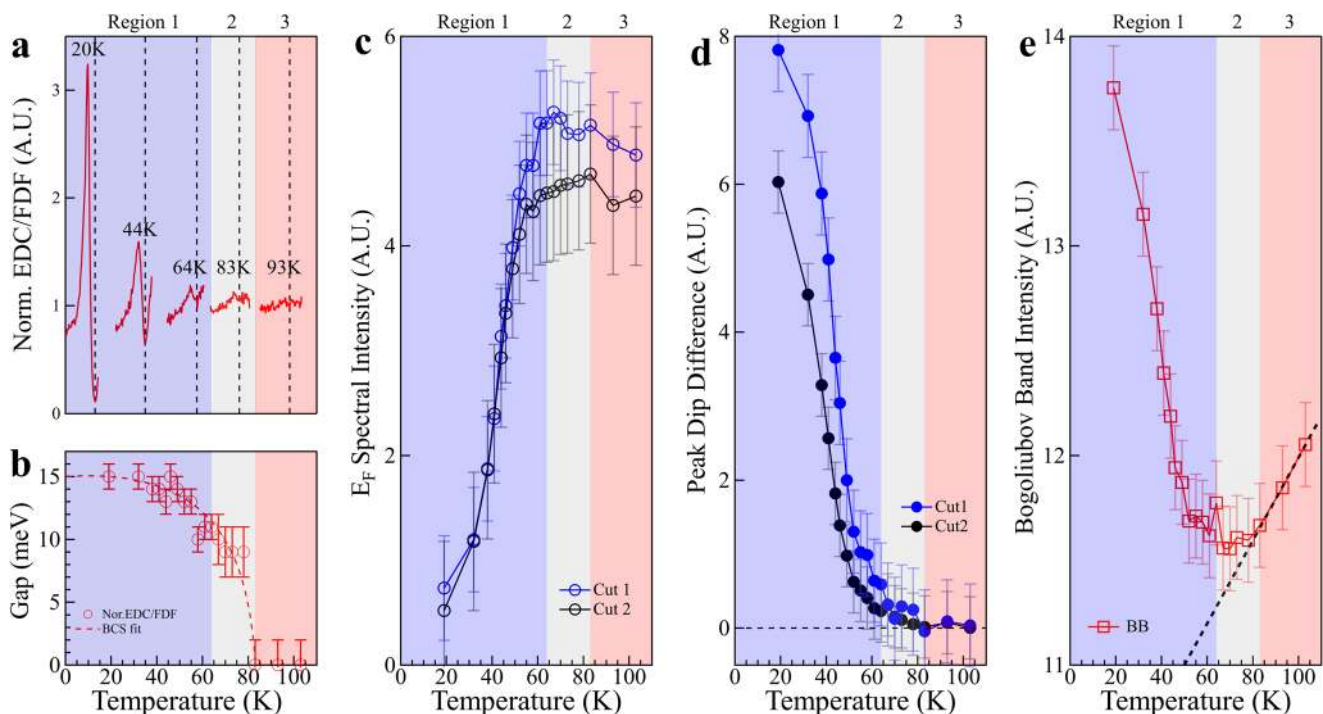 a
Region 1 2 3
Norm. EDC/FDF (A.U.)
3
2
1
0
20K
44K
64K
83K
93K
b
Gap (meV)
15
10
5
0
Nor.EDC/FDF
BCS fit
0 20 40 60 80 100
Temperature (K)
c
Region 1 2 3
E_F Spectral Intensity (A.U.)
6
4
2
0
Cut 1
Cut 2
0 20 40 60 80 100
Temperature (K)
d
Region 1 2 3
Peak Dip Difference (A.U.)
8
6
4
2
0
Cut1
Cut2
0 20 40 60 80 100
Temperature (K)
e
Region 1 2 3
Bogoliubov Band Intensity (A.U.)
14
13
12
11
BB
0 20 40 60 80 100
Temperature (K)